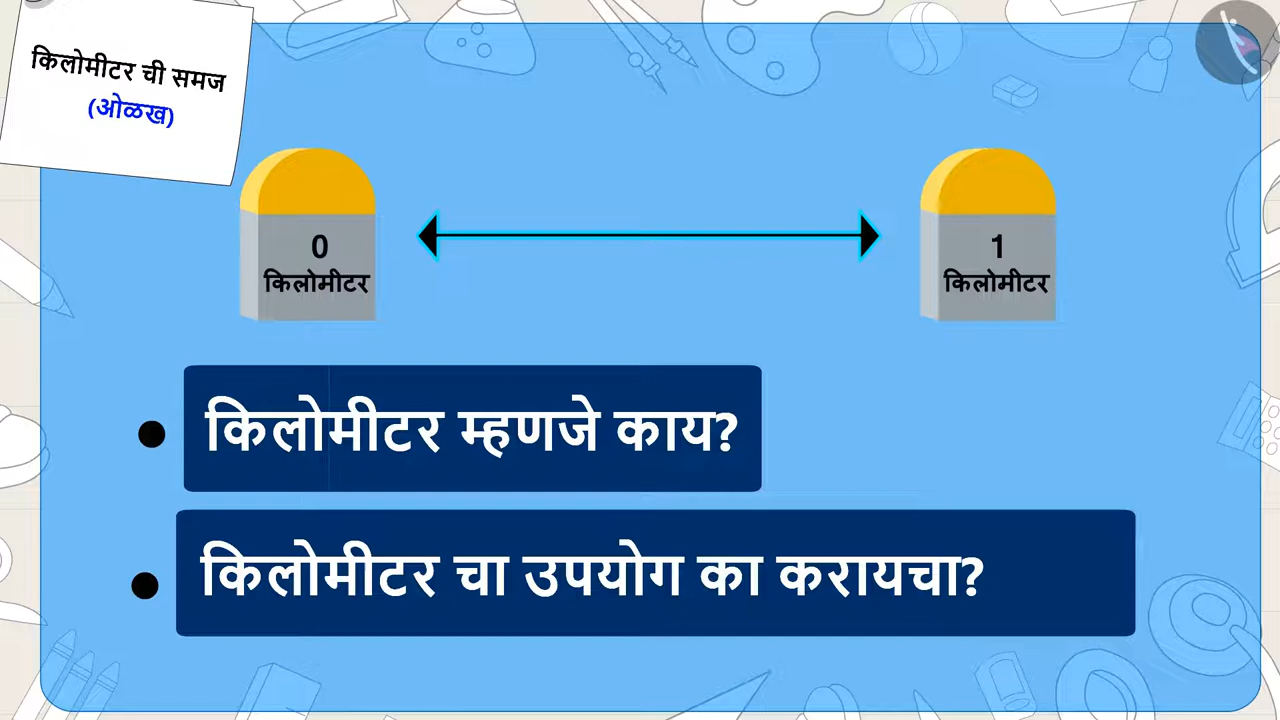 किलोमीटर ची समज
(ओळख)
0
किलोमीटर
1
किलोमीटर
किलोमीटर म्हणजे काय?
किलोमीटर चा उपयोग का करायचा?